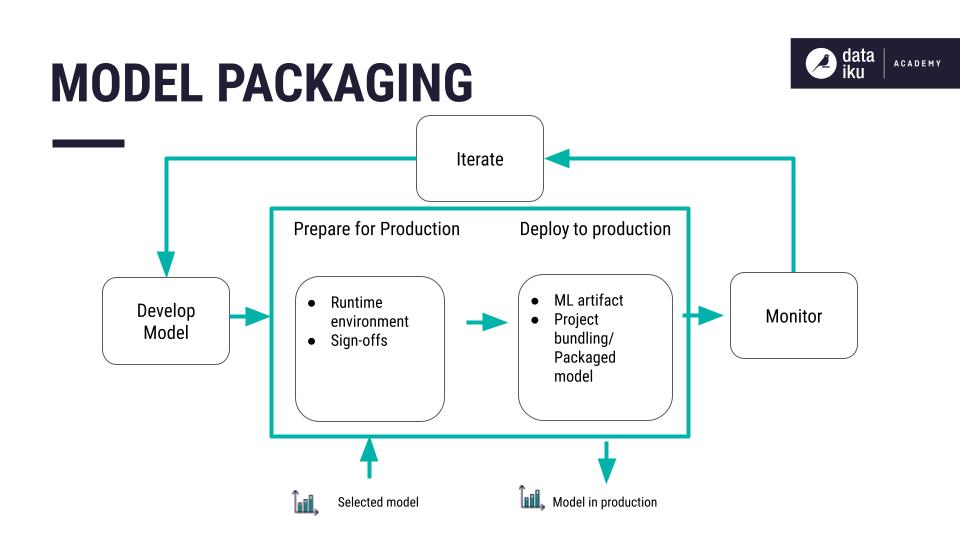 MODEL PACKAGING
data
iku
ACADEMY
Iterate
Prepare for Production
Deploy to production
Develop
Model
● Runtime
environment
● Sign-offs
● ML artifact
● Project
bundling/
Packaged
model
Monitor
Selected model
Model in production